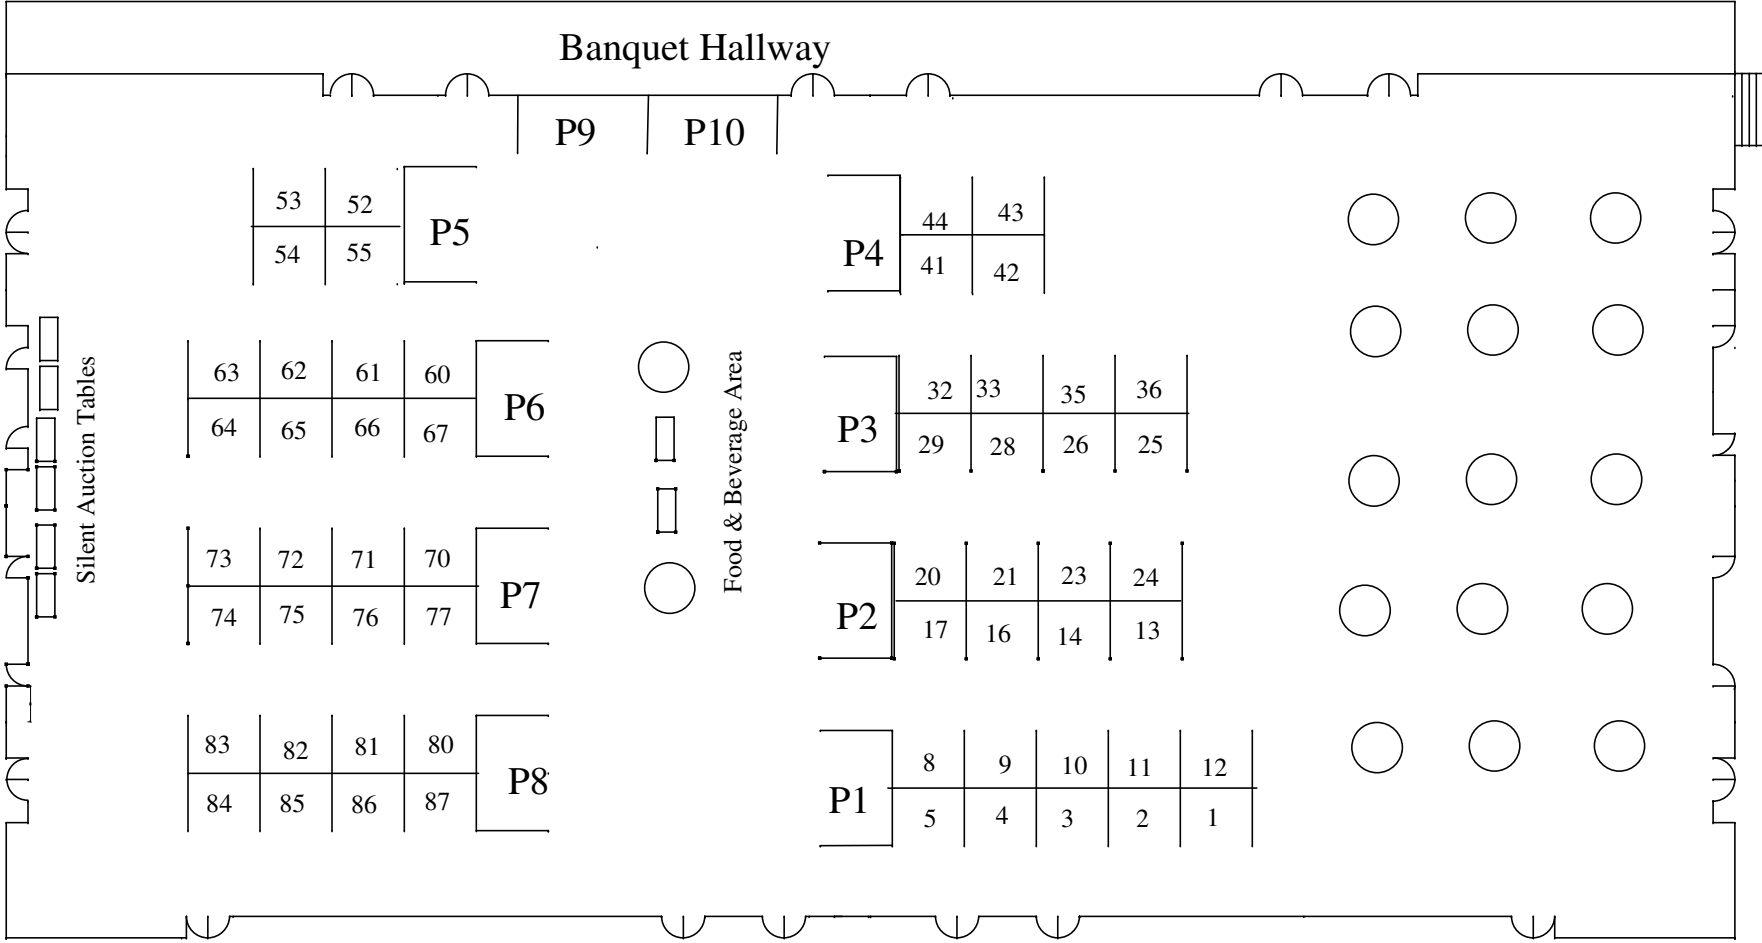 Banquet Hallway
P9 P10
53 52 P5
54 55
P4 44 43
41 42
Silent Auction Tables
63 62 61 60 P6
64 65 66 67
Food & Beverage Area
P3 32 33 35 36
29 28 26 25
73 72 71 70 P7
74 75 76 77
P2 20 21 23 24
17 16 14 13
83 82 81 80 P8
84 85 86 87
P1 8 9 10 11 12
5 4 3 2 1